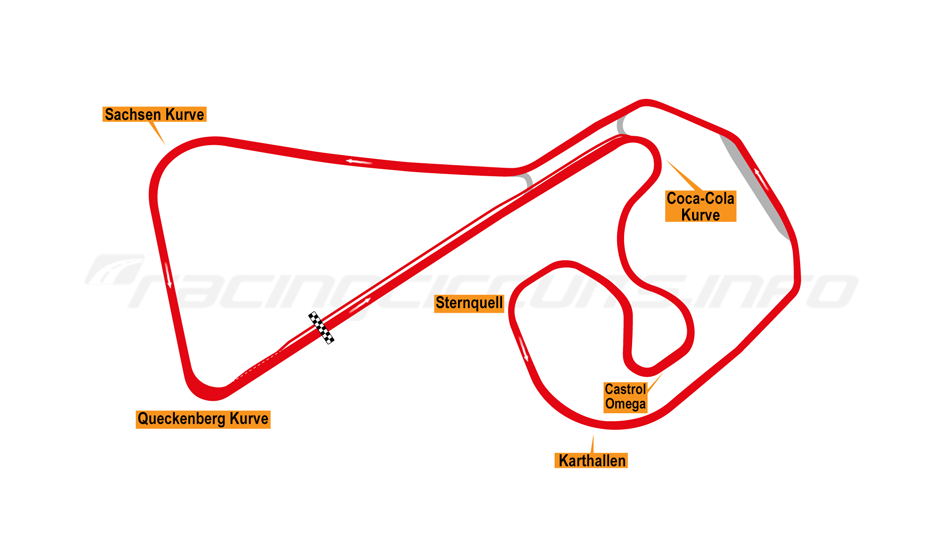 Sachsen Kurve
Coca-Cola
Kurve
racingcircuits.info
Sternquell
Castrol
Omega
Queckenberg Kurve
Karthallen